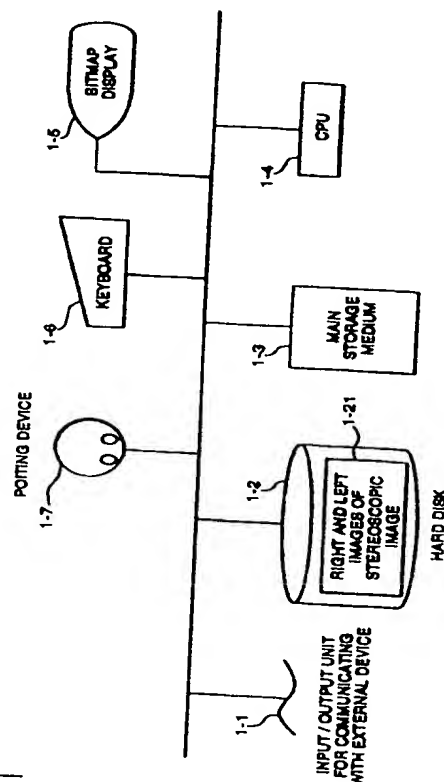 POITING DEVICE
1-7
KEYBOARD
1-6
BITMAP
DISPLAY
1-5
INPUT / OUTPUT UNIT
FOR COMMUNICATING
WITH EXTERNAL DEVICE
1-1
1-2
RIGHT AND LEFT
IMAGES OF
STEREOSCOPIC
IMAGE
1-21
HARD DISK
MAIN
STORAGE
MEDIUM
1-3
CPU
1-4